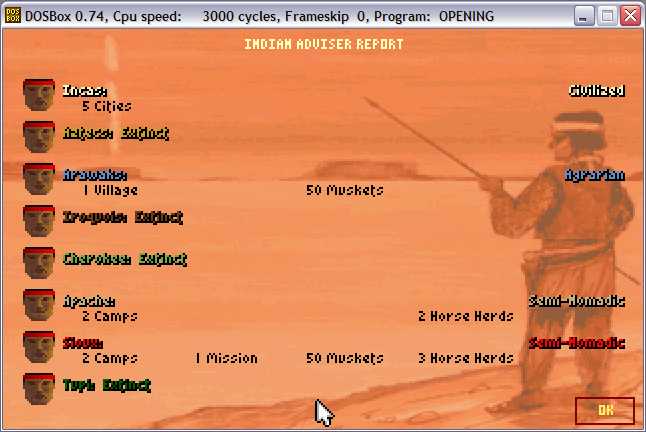 DOSBox 0.74, Cpu speed: 3000 cycles, Frameskip 0, Program: OPENING
INDIAN ADVISER REPORT
Incas: Civilized
5 Cities
Aztecs: Extinct
Arawaks: Agrarian
1 Village 50 Muskets
Iroquois: Extinct
Cherokee: Extinct
Apache: Semi-Nomadic
2 Camps 2 Horse Herds
Sioux: Semi-Nomadic
2 Camps 1 Mission 50 Muskets 3 Horse Herds
Tupi: Extinct
OK